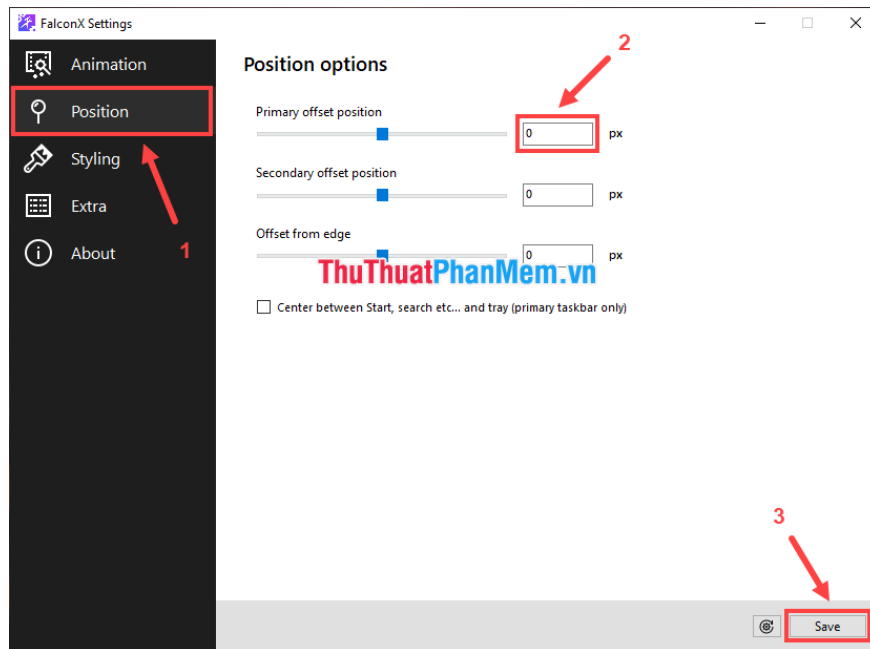 FalconX Settings
Animation
Position
Styling
Extra
About
1
Position options
2
Primary offset position
0 px
Secondary offset position
0 px
Offset from edge
0 px
ThuThuatPhanMem.vn
Center between Start, search etc... and tray (primary taskbar only)
3
Save